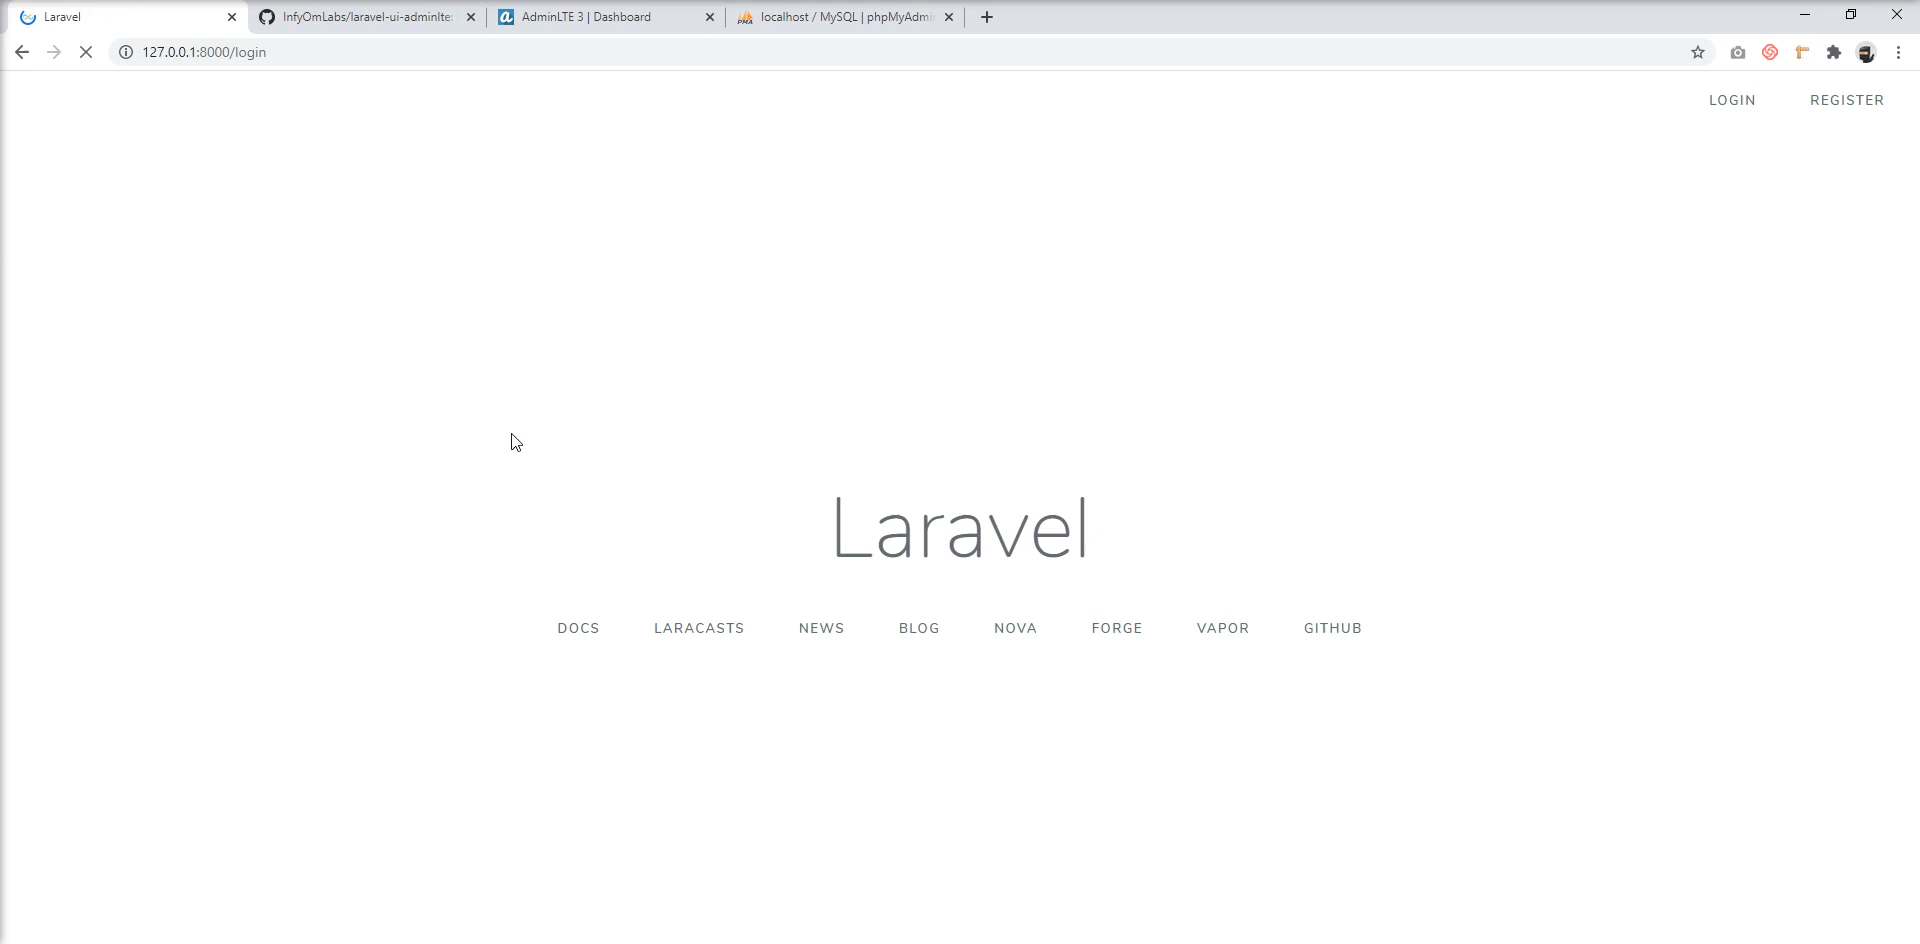 Laravel
InfyOmLabs/laravel-ui-adminlte:
AdminLTE 3 | Dashboard
localhost / MySQL | phpMyAdmi
127.0.0.1:8000/login
LOGIN REGISTER
Laravel
DOCS LARACASTS NEWS BLOG NOVA FORGE VAPOR GITHUB